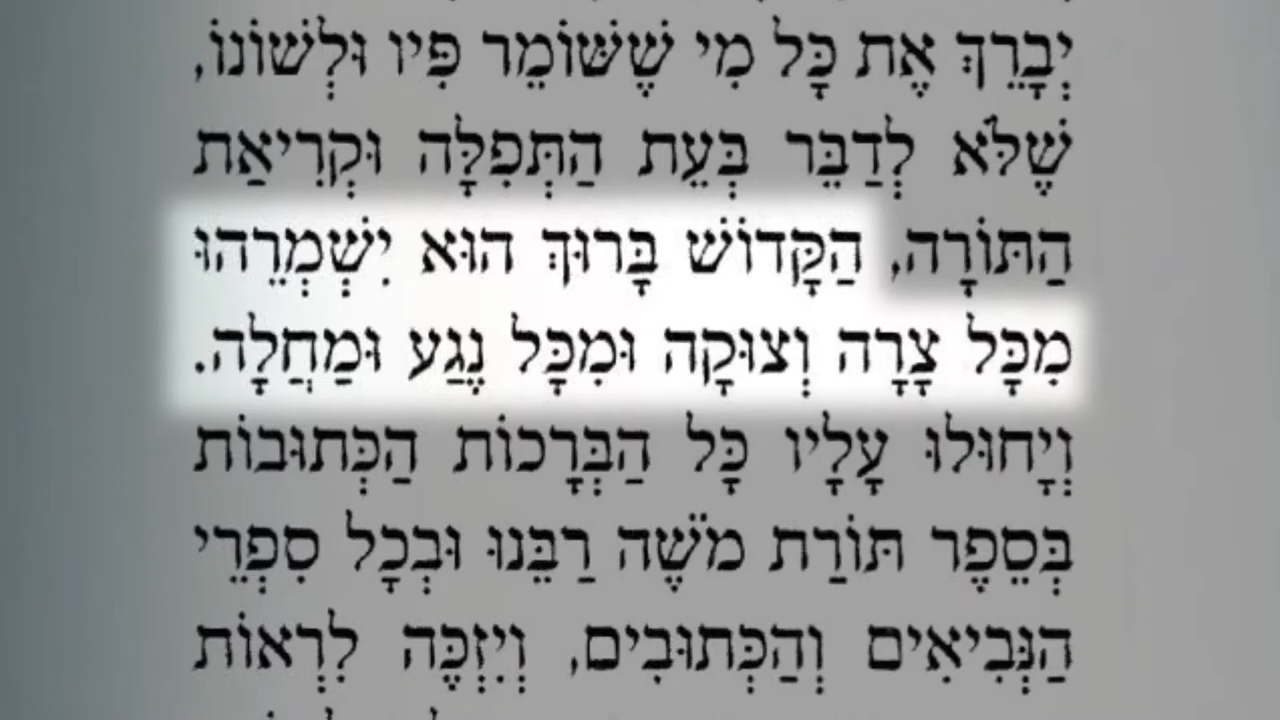 יְבָרֵךְ אֶת כָּל מִי שֶׁשּׁוֹמֵר פִּיו וּלְשׁוֹנוֹ,
שֶׁלֹּא לְדַבֵּר בְּעֵת הַתְּפִלָּה וּקְרִיאַת
הַתּוֹרָה, הַקָּדוֹשׁ בָּרוּךְ הוּא יִשְׁמְרֵהוּ
מִכָּל צָרָה וְצוּקָה וּמִכָּל נֶגַע וּמַחֲלָה.
וְיָחוּלוּ עָלָיו כָּל הַבְּרָכוֹת הַכְּתוּבוֹת
בְּסֵפֶר תּוֹרַת מֹשֶׁה רַבֵּנוּ וּבְכָל סִפְרֵי
הַנְּבִיאִים וְהַכְּתוּבִים, וְיִזְכֶּה לִרְאוֹת